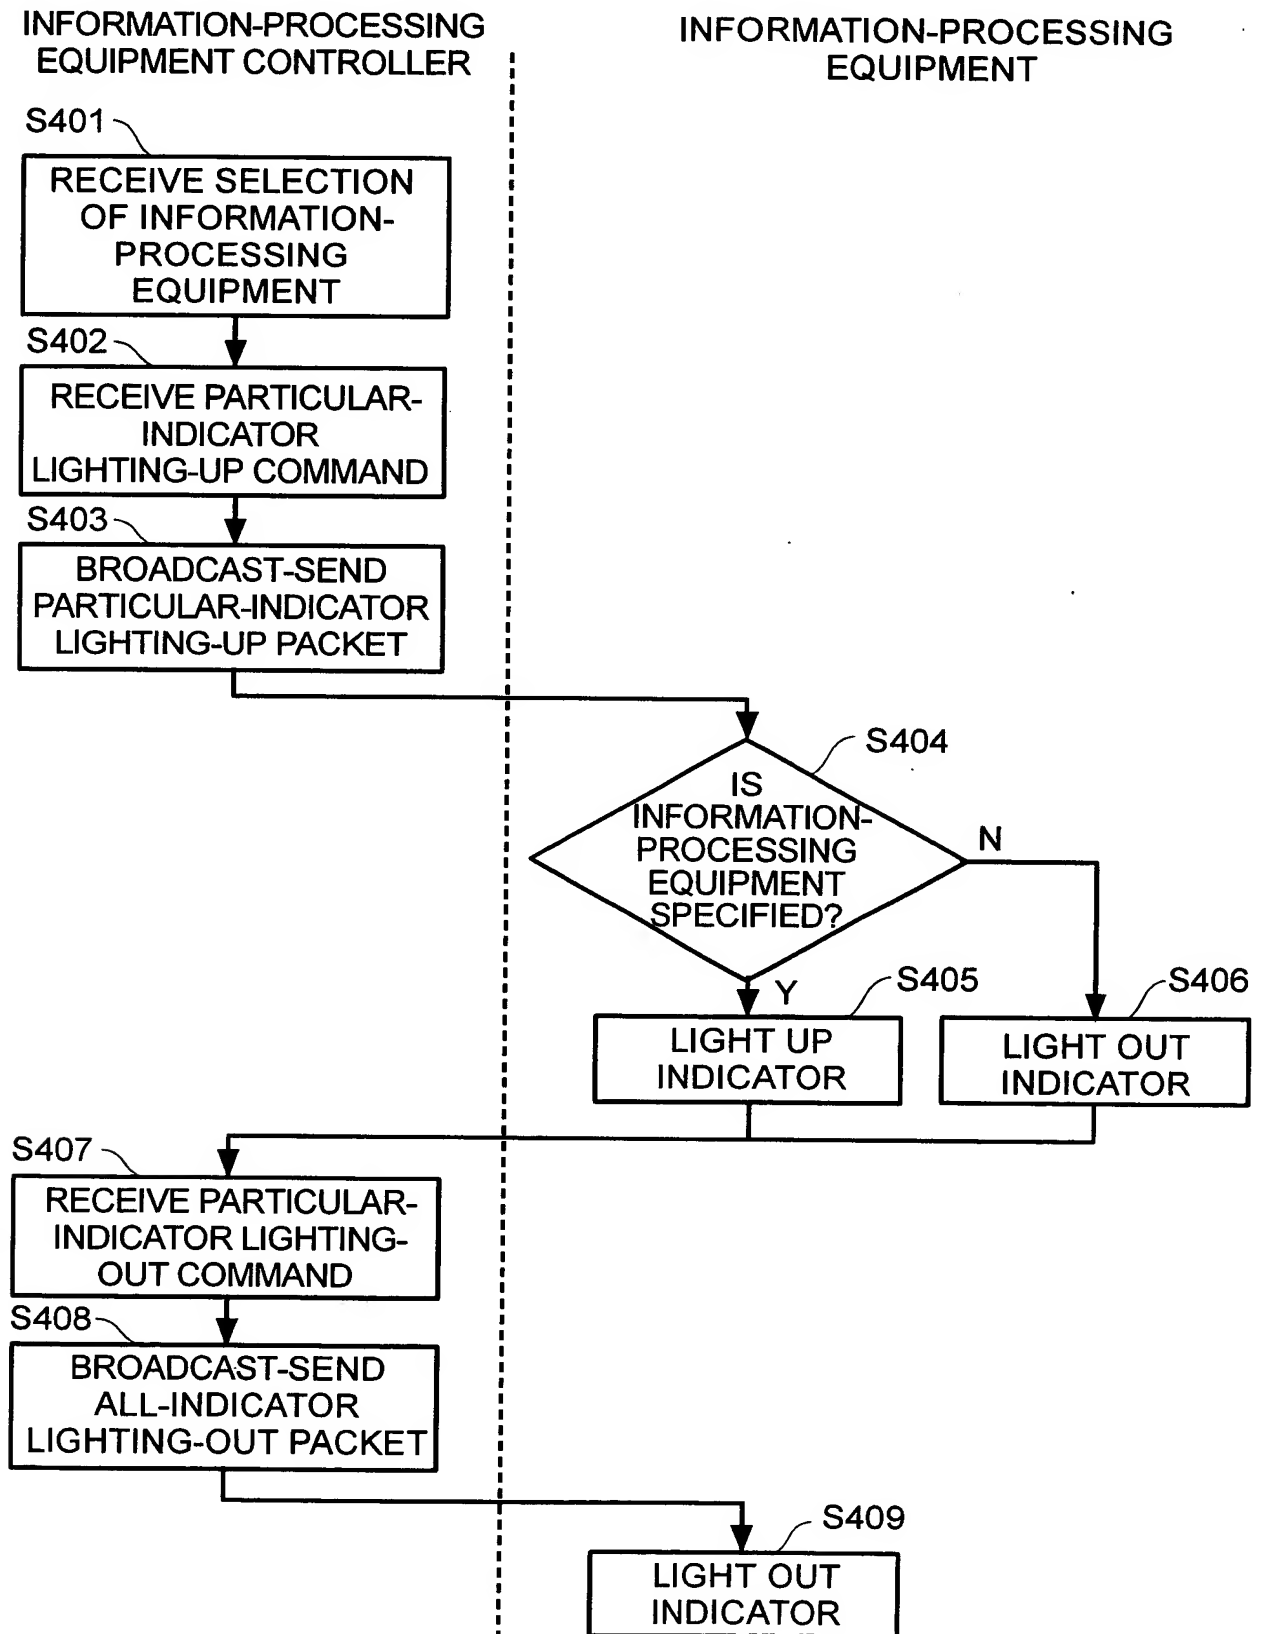 INFORMATION-PROCESSING
EQUIPMENT CONTROLLER
INFORMATION-PROCESSING
EQUIPMENT
S401
RECEIVE SELECTION
OF INFORMATION-
PROCESSING
EQUIPMENT
S402
RECEIVE PARTICULAR-
INDICATOR
LIGHTING-UP COMMAND
S403
BROADCAST-SEND
PARTICULAR-INDICATOR
LIGHTING-UP PACKET
S404
IS
INFORMATION-
PROCESSING
EQUIPMENT
SPECIFIED?
N
Y
S405
LIGHT UP
INDICATOR
S406
LIGHT OUT
INDICATOR
S407
RECEIVE PARTICULAR-
INDICATOR LIGHTING-
OUT COMMAND
S408
BROADCAST-SEND
ALL-INDICATOR
LIGHTING-OUT PACKET
S409
LIGHT OUT
INDICATOR